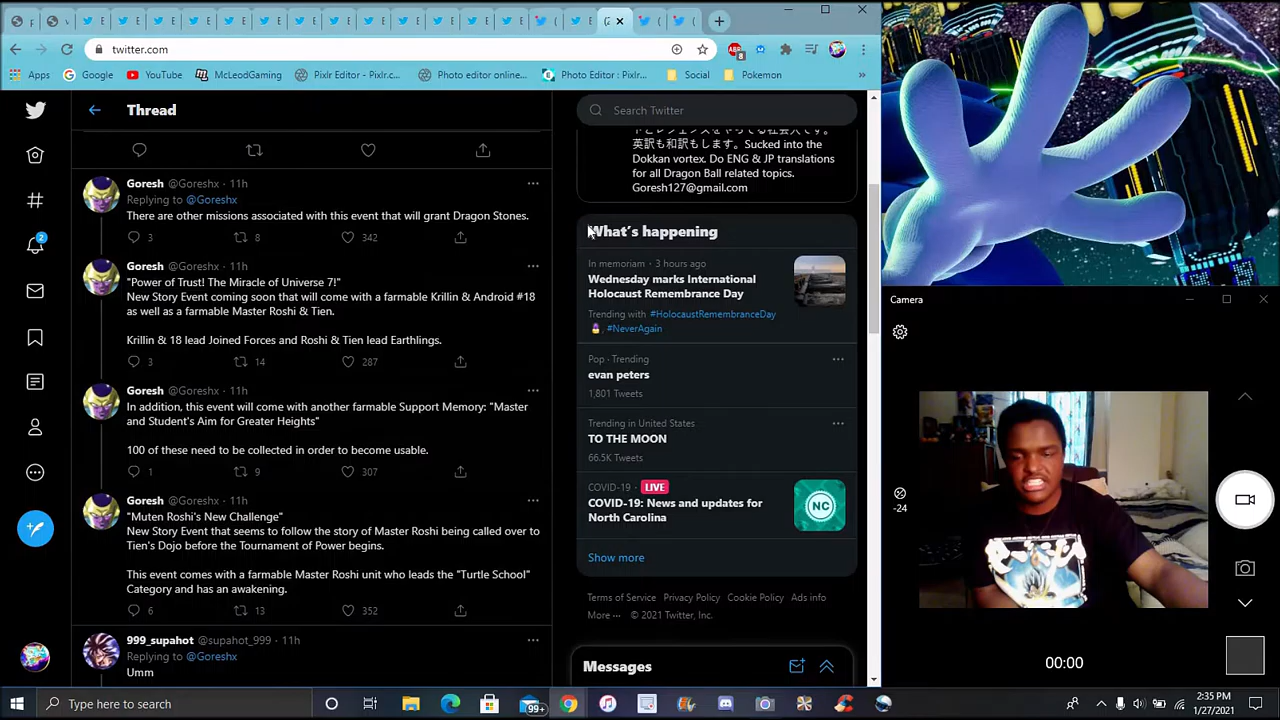 twitter.com
ABP
8
Apps
Google
YouTube
McLeodGaming
Pixlr Editor - Pixlr.c...
Photo editor online...
Photo Editor : Pixlr...
Social
Pokemon
»
Thread
Goresh @Goreshx · 11h
Replying to @Goreshx
There are other missions associated with this event that will grant Dragon Stones.
3
8
342
Goresh @Goreshx · 11h
"Power of Trust! The Miracle of Universe 7!"
New Story Event coming soon that will come with a farmable Krillin & Android #18
as well as a farmable Master Roshi & Tien.
Krillin & 18 lead Joined Forces and Roshi & Tien lead Earthlings.
3
14
287
Goresh @Goreshx · 11h
In addition, this event will come with another farmable Support Memory: "Master
and Student's Aim for Greater Heights"
100 of these need to be collected in order to become usable.
1
9
307
Goresh @Goreshx · 11h
"Muten Roshi's New Challenge"
New Story Event that seems to follow the story of Master Roshi being called over to
Tien's Dojo before the Tournament of Power begins.
This event comes with a farmable Master Roshi unit who leads the "Turtle School"
Category and has an awakening.
6
13
352
999_supahot @supahot_999 · 11h
Replying to @Goreshx
Umm
2
Search Twitter
英訳も和訳もします。Sucked into the
Dokkan vortex. Do ENG & JP translations
for all Dragon Ball related topics.
Goresh127@gmail.com
What's happening
In memoriam · 3 hours ago
Wednesday marks International
Holocaust Remembrance Day
Trending with #HolocaustRemembranceDay
, #NeverAgain
Pop · Trending
evan peters
1,801 Tweets
Trending in United States
TO THE MOON
66.5K Tweets
COVID-19 · LIVE
COVID-19: News and updates for
North Carolina
NC
Show more
Terms of Service Privacy Policy Cookie Policy Ads info
More ··· © 2021 Twitter, Inc.
Messages
Camera
-24
00:00
Type here to search
99+
2:35 PM
1/27/2021